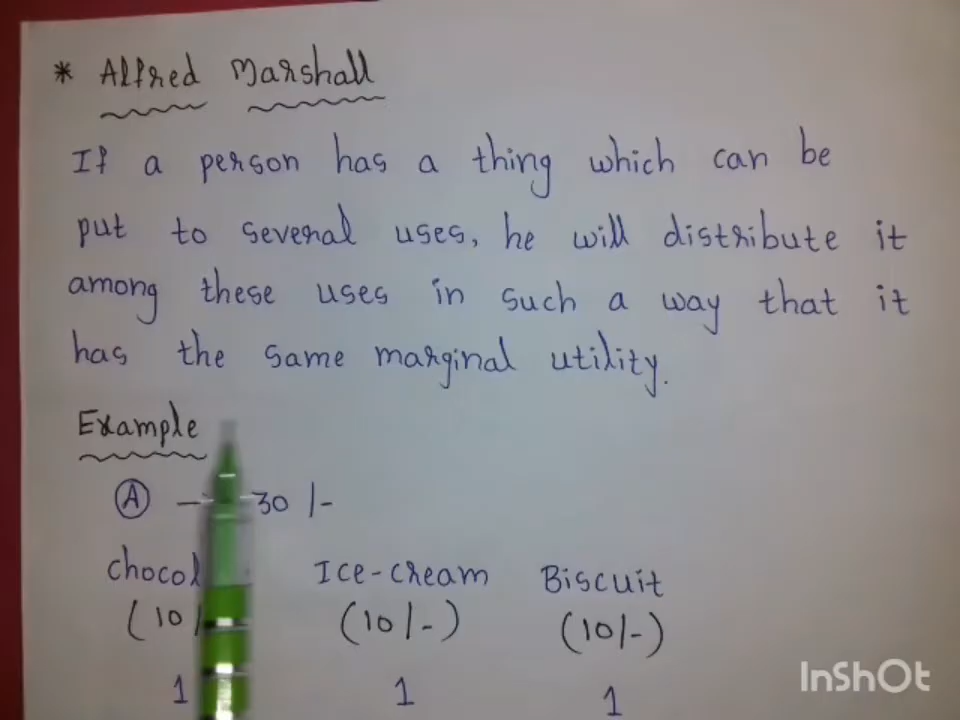 * Alfred Marshall
If a person has a thing which can be
put to several uses, he will distribute it
among these uses in such a way that it
has the same marginal utility.
Example
A → 30 /-
Ice-cream Biscuit
(10/-) (10/-)
1 1 1
InShOt